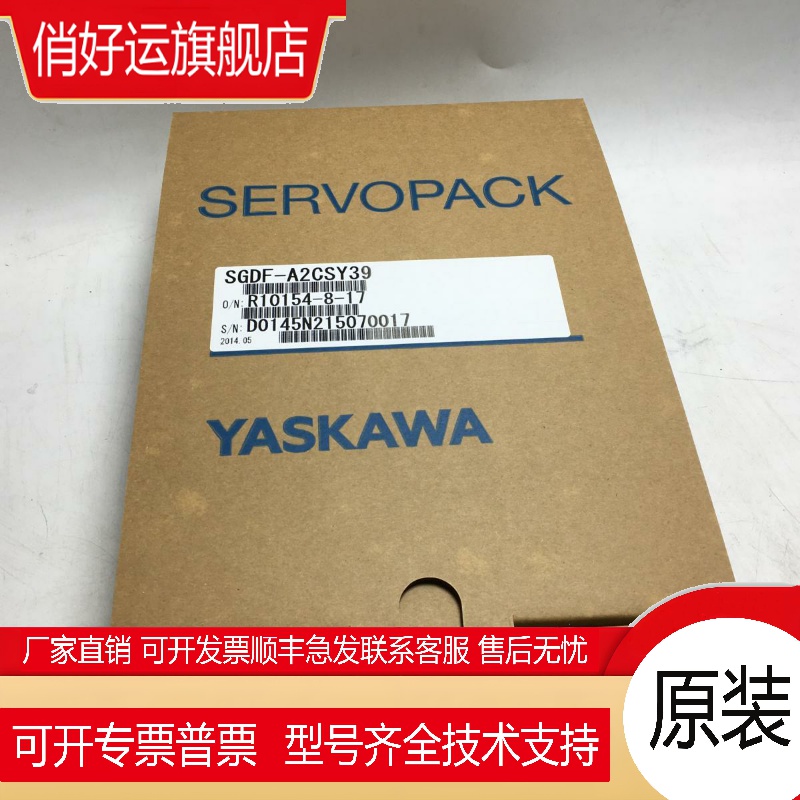 俏好运旗舰店
SERVOPACK
SGDF-A2CSY39
O/N: R10154-8-17
S/N: D0145N215070017
2014.05
YASKAWA
厂家直销 可开发票顺丰急发联系客服 售后无忧
可开专票普票 型号齐全技术支持
原装